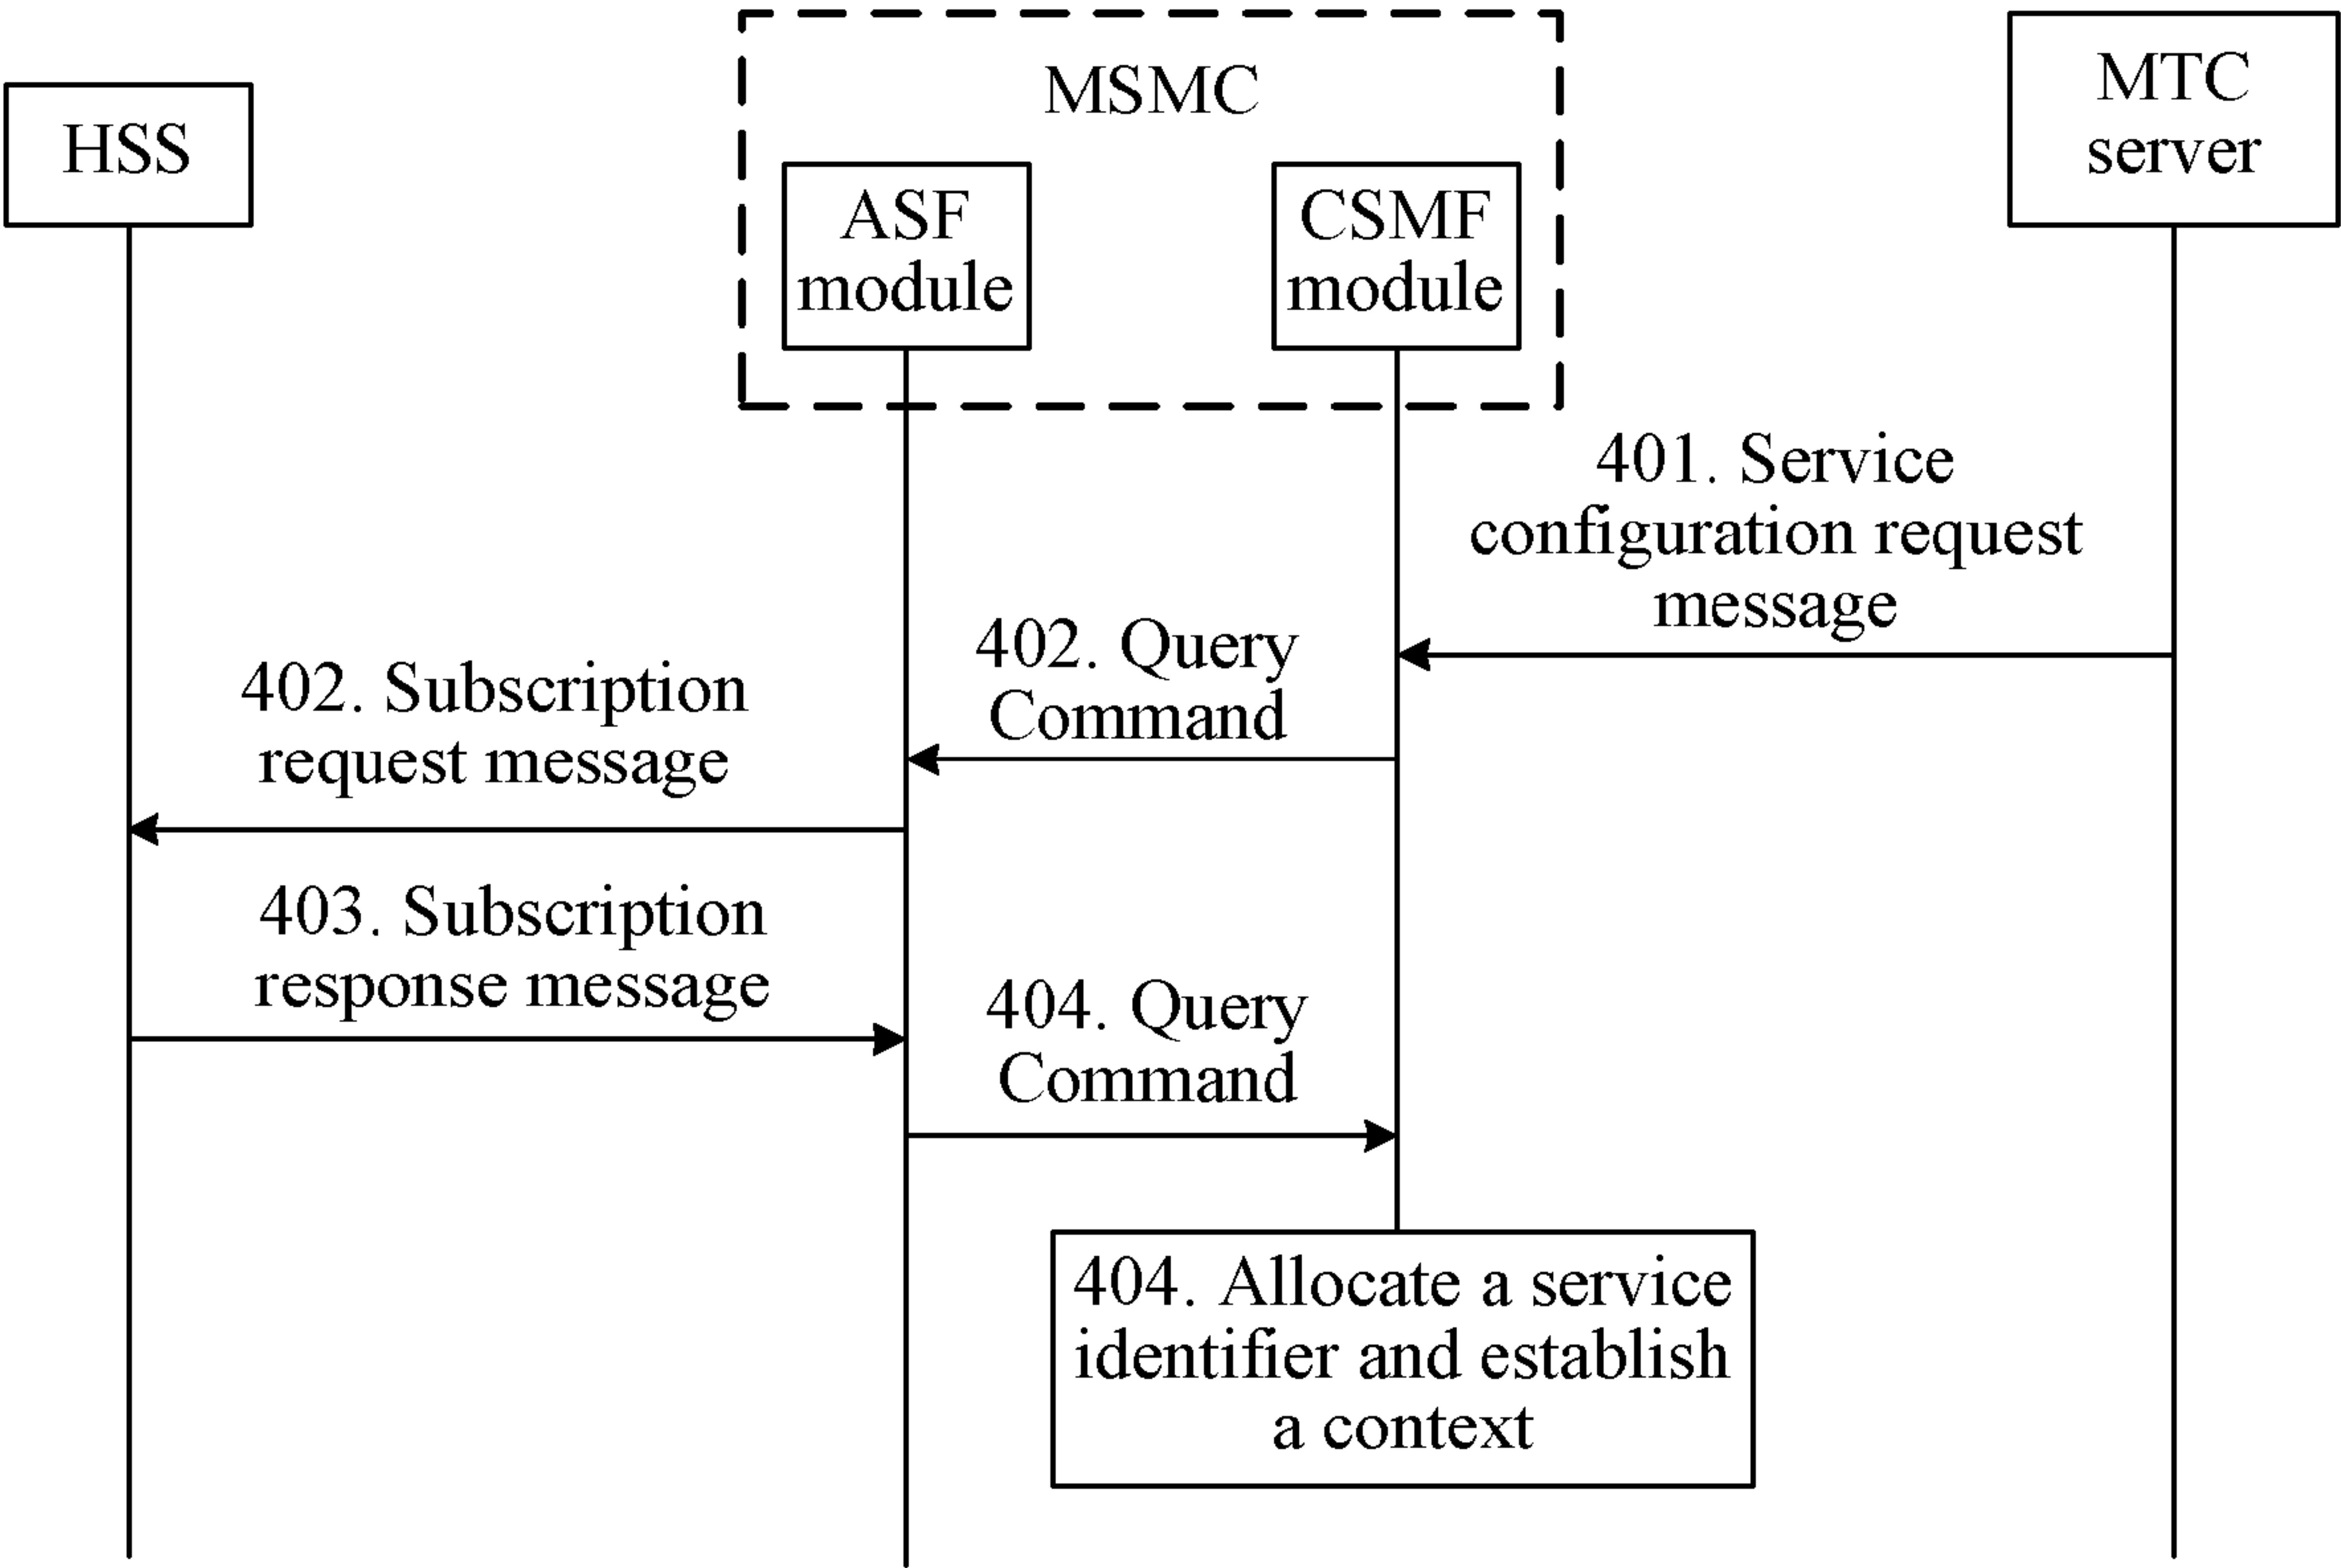 HSS
MSMC
ASF
module
CSMF
module
MTC
server
401. Service
configuration request
message
402. Query
Command
402. Subscription
request message
403. Subscription
response message
404. Query
Command
404. Allocate a service
identifier and establish
a context